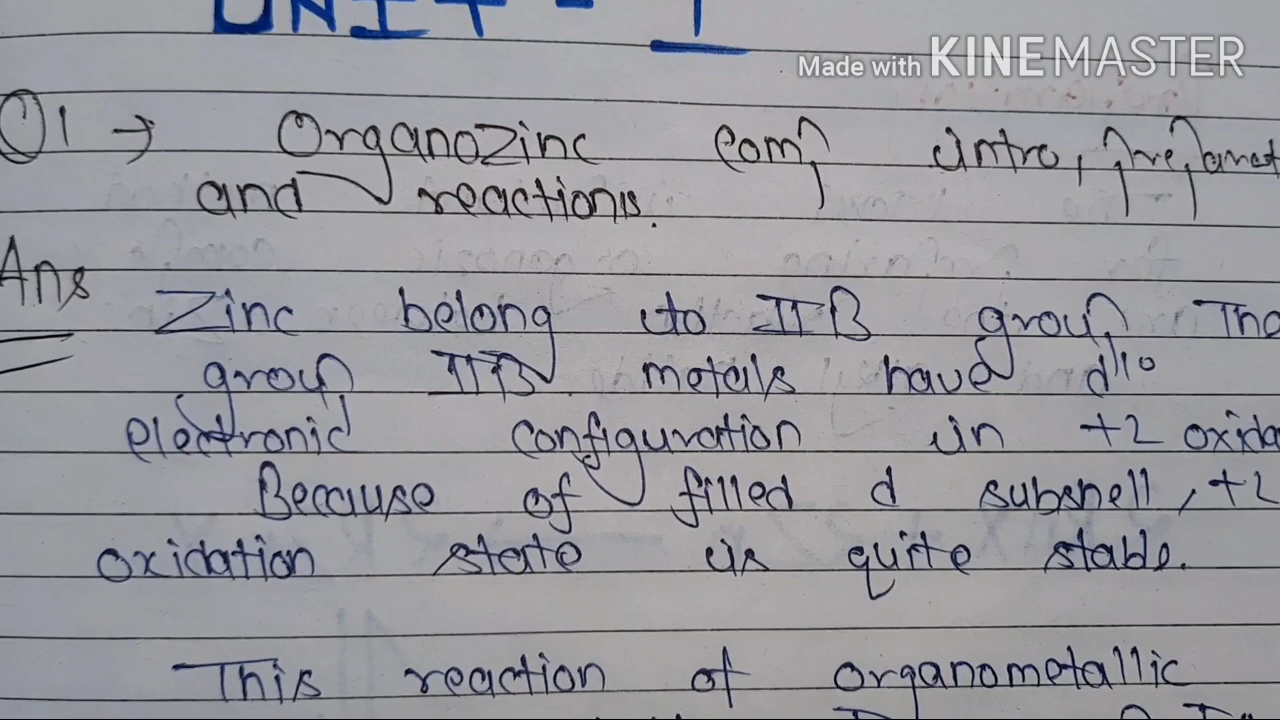 UNIT - I
Made with KINEMASTER
Q1 → Organozinc comp intro, preparat
and reactions.
Ans Zinc belong to IIB group The
group IIB metals have d10
electronic configuration in +2 oxida
Because of filled d subshell, +2
oxidation state is quite stable.
This reaction of organometallic